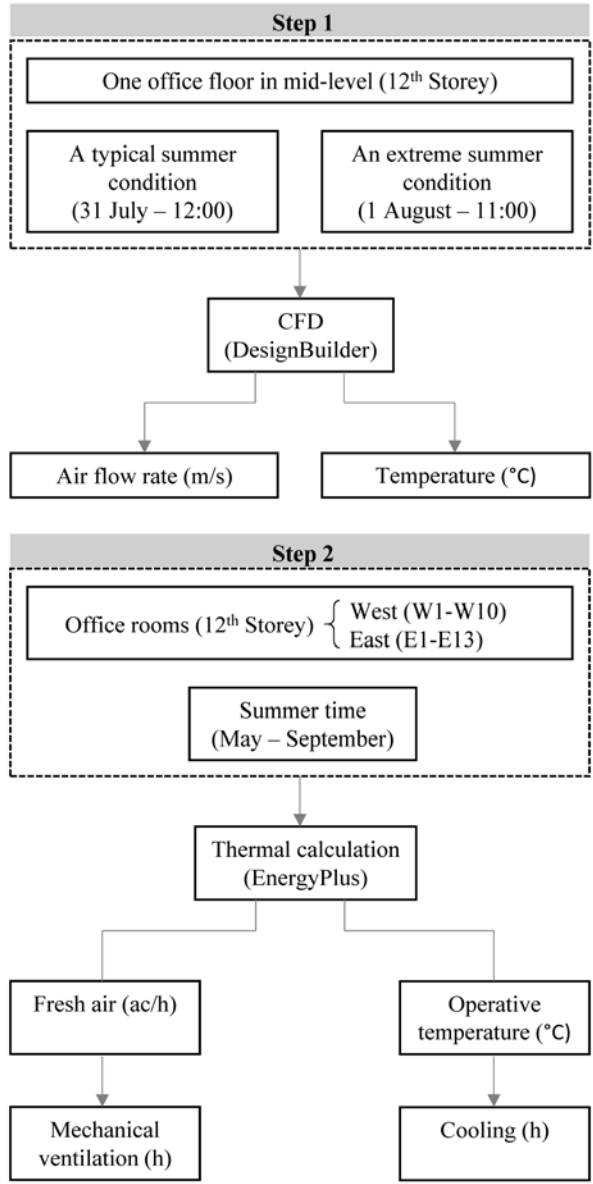 Step 1
One office floor in mid-level (12th Storey)
A typical summer
condition
(31 July – 12:00)
An extreme summer
condition
(1 August – 11:00)
CFD
(DesignBuilder)
Air flow rate (m/s)
Temperature (°C)
Step 2
Office rooms (12th Storey)
West (W1-W10)
East (E1-E13)
Summer time
(May – September)
Thermal calculation
(EnergyPlus)
Fresh air (ac/h)
Operative
temperature (°C)
Mechanical
ventilation (h)
Cooling (h)